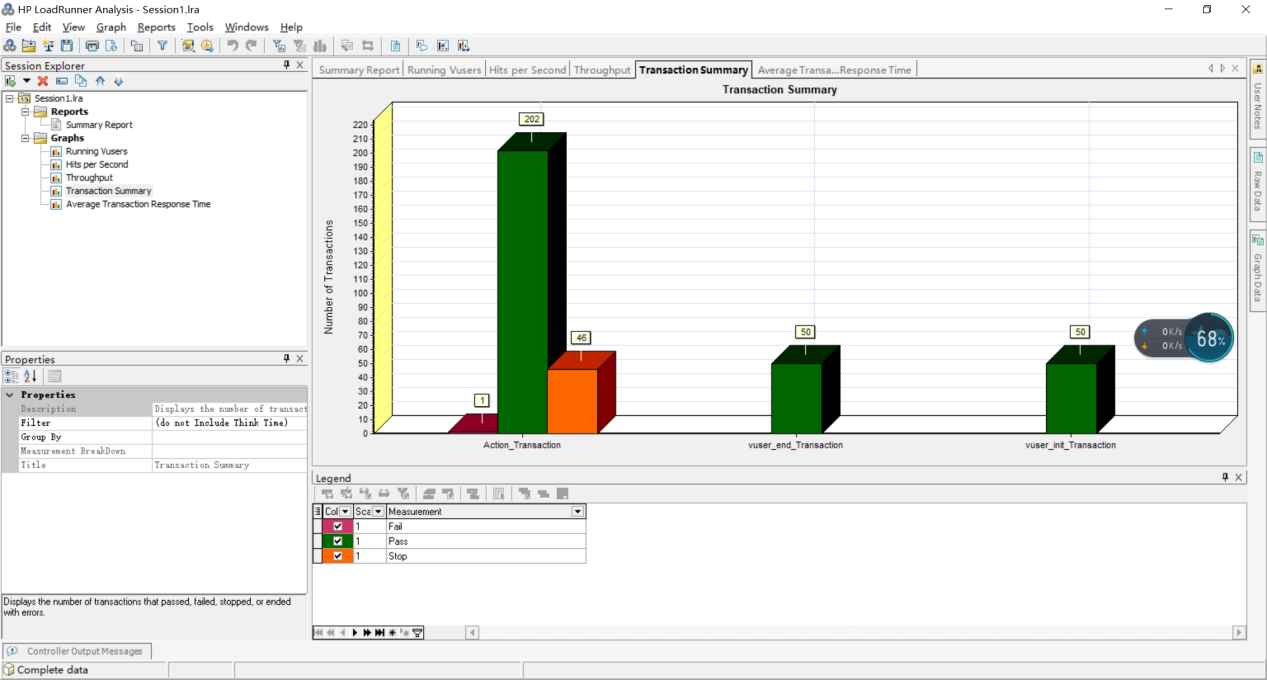 HP LoadRunner Analysis - Session1.lra
File Edit View Graph Reports Tools Windows Help
Session Explorer
Session1.lra
Reports
Summary Report
Graphs
Running Vusers
Hits per Second
Throughput
Transaction Summary
Average Transaction Response Time
Properties
Properties
Description Displays the number of transact
Filter (do not Include Think Time)
Group By
Measurement BreakDown
Title Transaction Summary
Displays the number of transactions that passed, failed, stopped, or ended
with errors.
Summary Report Running Vusers Hits per Second Throughput Transaction Summary Average Transa...Response Time
Transaction Summary
Number of Transactions
220
210
200
190
180
170
160
150
140
130
120
110
100
90
80
70
60
50
40
30
20
10
0
1
202
46
50
50
Action_Transaction vuser_end_Transaction vuser_init_Transaction
0K/s
0K/s
68%
User Notes
Raw Data
Graph Data
Legend
Col Sca Measurement
1 Fail
1 Pass
1 Stop
Controller Output Messages
Complete data